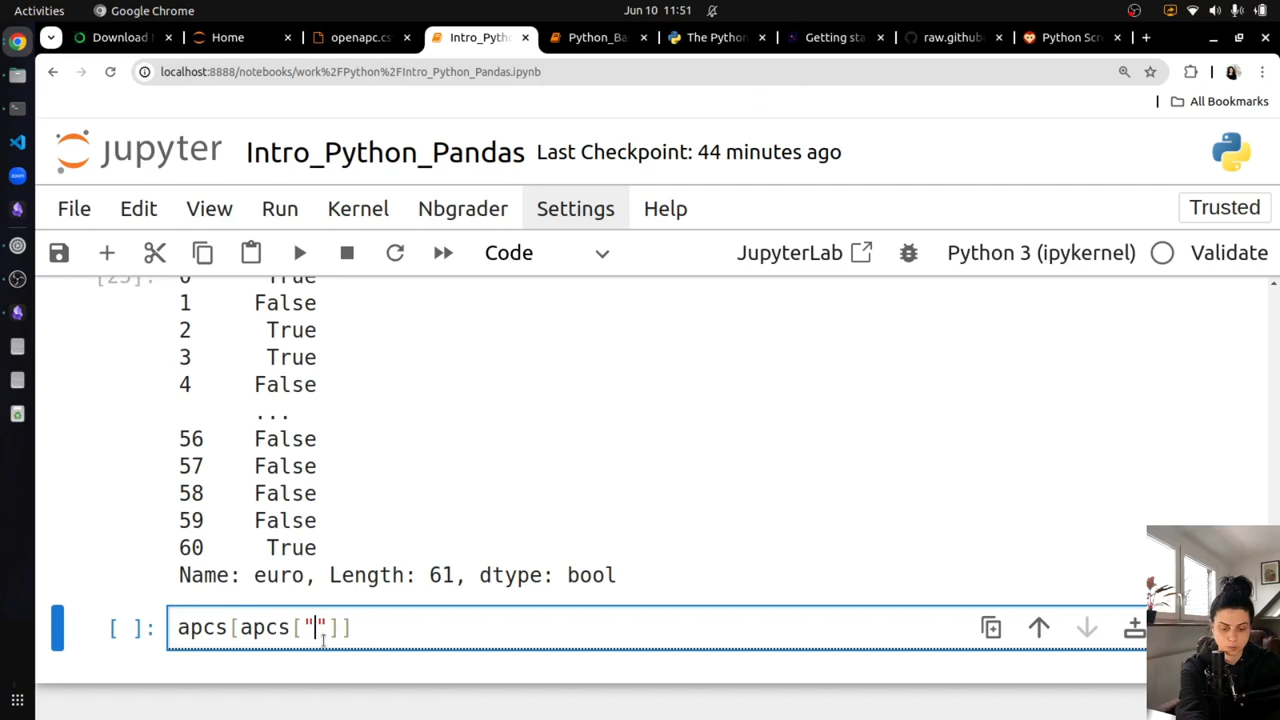 Activities
Google Chrome
Jun 10 11:51
Download
Home
openapc.cs
Intro_Pyth
Python_Ba
The Python
Getting sta
raw.github
Python Scr
localhost:8888/notebooks/work%2FPython%2FIntro_Python_Pandas.ipynb
All Bookmarks
jupyter Intro_Python_Pandas Last Checkpoint: 44 minutes ago
File Edit View Run Kernel Nbgrader Settings Help Trusted
Code JupyterLab Python 3 (ipykernel) Validate
0 True
1 False
2 True
3 True
4 False
...
56 False
57 False
58 False
59 False
60 True
Name: euro, Length: 61, dtype: bool
[ ]: apcs[apcs[""]]